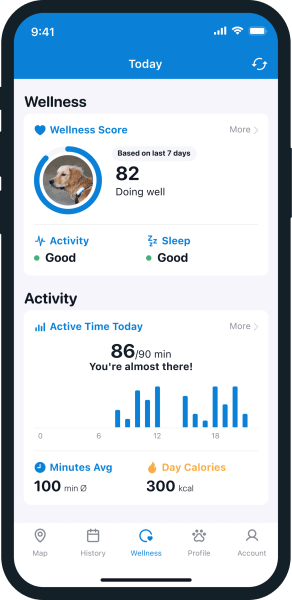 9:41
Today
Wellness
Wellness Score
More
Based on last 7 days
82
Doing well
Activity
Sleep
Good
Good
Activity
Active Time Today
More
86/90 min
You're almost there!
0 6 12 18
Minutes Avg
Day Calories
100 min Ø
300 kcal
Map
History
Wellness
Profile
Account